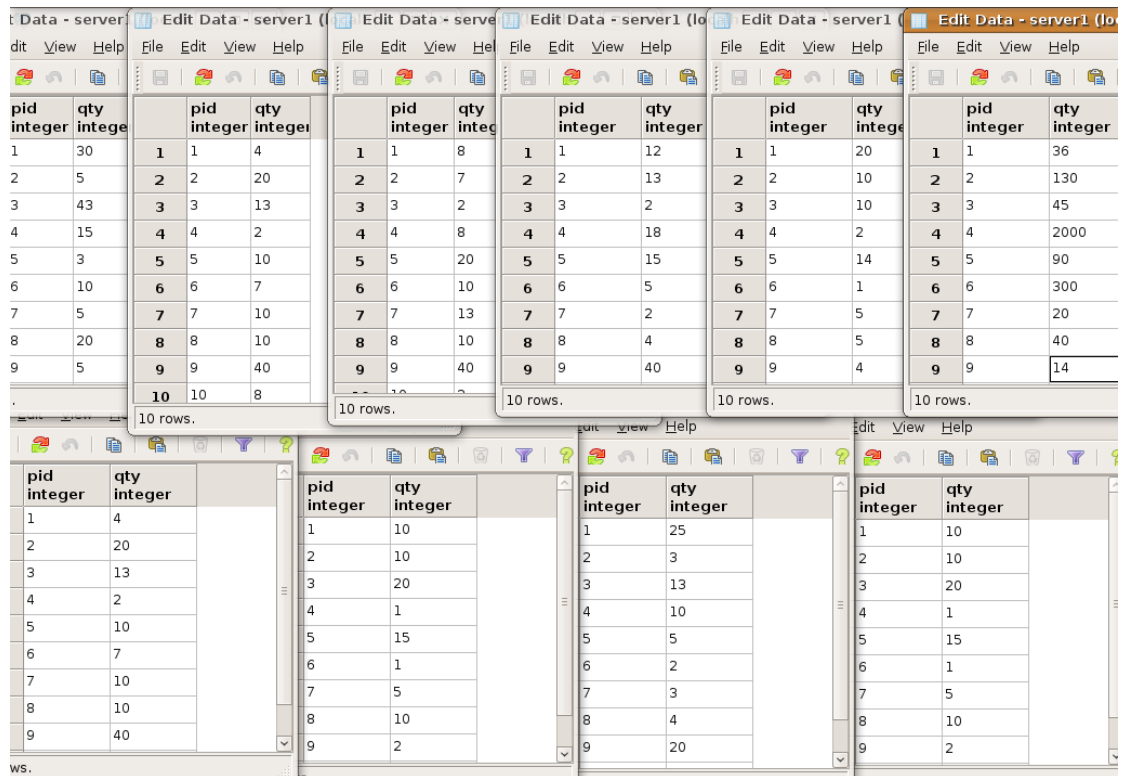 t Data - server
dit View Help
pid qty
integer intege
1 30
2 5
3 43
4 15
5 3
6 10
7 5
8 20
9 5
Edit Data - server1 (l
File Edit View Help
pid qty
integer integer
1 1 4
2 2 20
3 3 13
4 4 2
5 5 10
6 6 7
7 7 10
8 8 10
9 9 40
10 10 8
10 rows.
Edit Data - serve
File Edit View Hel
pid qty
integer integ
1 1 8
2 2 7
3 3 2
4 4 8
5 5 20
6 6 10
7 7 13
8 8 10
9 9 40
10 rows.
Edit Data - server1 (lo
File Edit View Help
pid qty
integer integer
1 1 12
2 2 13
3 3 2
4 4 18
5 5 15
6 6 5
7 7 2
8 8 4
9 9 40
10 rows.
Edit Data - server1 (
File Edit View Help
pid qty
integer intege
1 1 20
2 2 10
3 3 10
4 4 2
5 5 14
6 6 1
7 7 5
8 8 5
9 9 4
10 rows.
Edit Data - server1 (lo
File Edit View Help
pid qty
integer integer
1 1 36
2 2 130
3 3 45
4 4 2000
5 5 90
6 6 300
7 7 20
8 8 40
9 9 14
10 rows.
pid qty
integer integer
1 4
2 20
3 13
4 2
5 10
6 7
7 10
8 10
9 40
ws.
pid qty
integer integer
1 10
2 10
3 20
4 1
5 15
6 1
7 5
8 10
9 2
dit View Help
pid qty
integer integer
1 25
2 3
3 13
4 10
5 5
6 2
7 3
8 4
9 20
Edit View Help
pid qty
integer integer
1 10
2 10
3 20
4 1
5 15
6 1
7 5
8 10
9 2